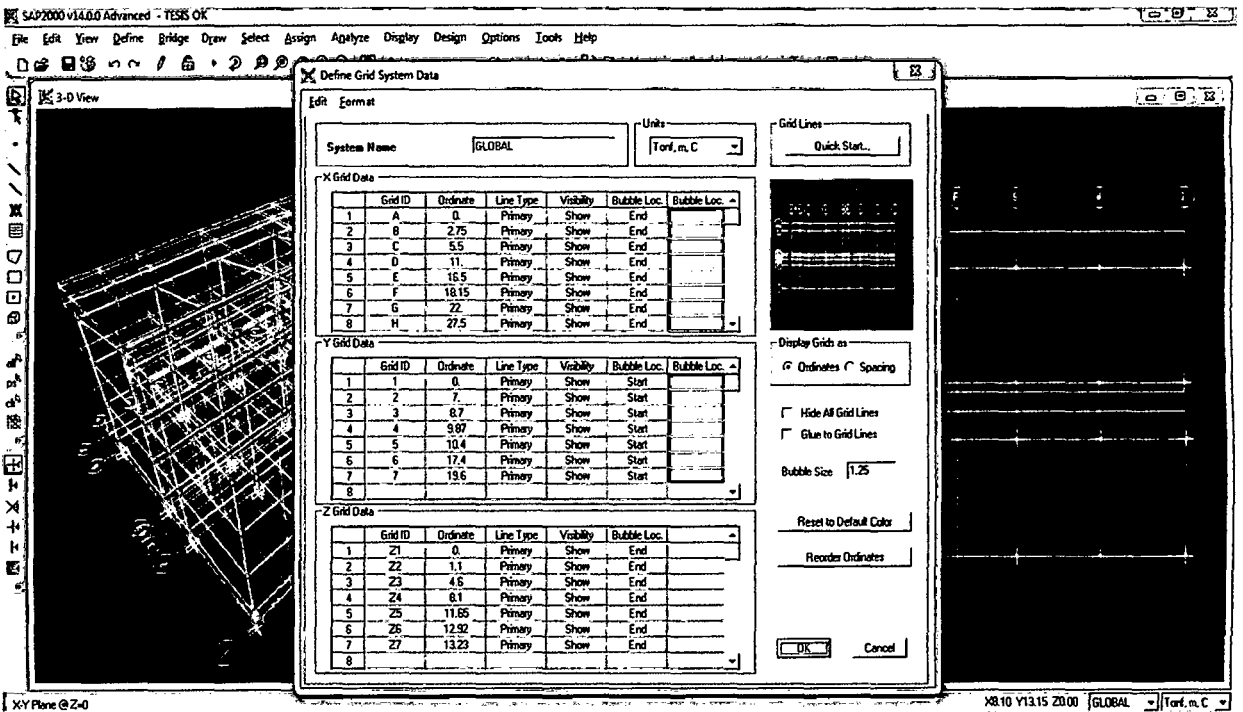 SAP2000 v14.0.0 Advanced - TESIS OK
File Edit View Define Bridge Draw Select Assign Analyze Display Design Options Tools Help
3-D View
Define Grid System Data
Edit Format
System Name GLOBAL
Units
Tonf, m, C
Grid Lines
Quick Start...
X Grid Data
Grid ID Ordinate Line Type Visibility Bubble Loc. Bubble Loc.
1 A 0. Primary Show End
2 B 2.75 Primary Show End
3 C 5.5 Primary Show End
4 D 11. Primary Show End
5 E 16.5 Primary Show End
6 F 18.15 Primary Show End
7 G 22. Primary Show End
8 H 27.5 Primary Show End
Y Grid Data
Grid ID Ordinate Line Type Visibility Bubble Loc. Bubble Loc.
1 1 0. Primary Show Start
2 2 7. Primary Show Start
3 3 8.7 Primary Show Start
4 4 9.87 Primary Show Start
5 5 10.4 Primary Show Start
6 6 17.4 Primary Show Start
7 7 19.6 Primary Show Start
8
Z Grid Data
Grid ID Ordinate Line Type Visibility Bubble Loc.
1 Z1 0. Primary Show End
2 Z2 1.1 Primary Show End
3 Z3 4.6 Primary Show End
4 Z4 8.1 Primary Show End
5 Z5 11.65 Primary Show End
6 Z6 12.92 Primary Show End
7 Z7 13.23 Primary Show End
8
Display Grids as
Ordinates Spacing
Hide All Grid Lines
Glue to Grid Lines
Bubble Size 1.25
Reset to Default Color
Reorder Ordinates
OK Cancel
X-Y Plane @ Z=0
X8.10 Y13.15 Z0.00 GLOBAL Tonf, m, C